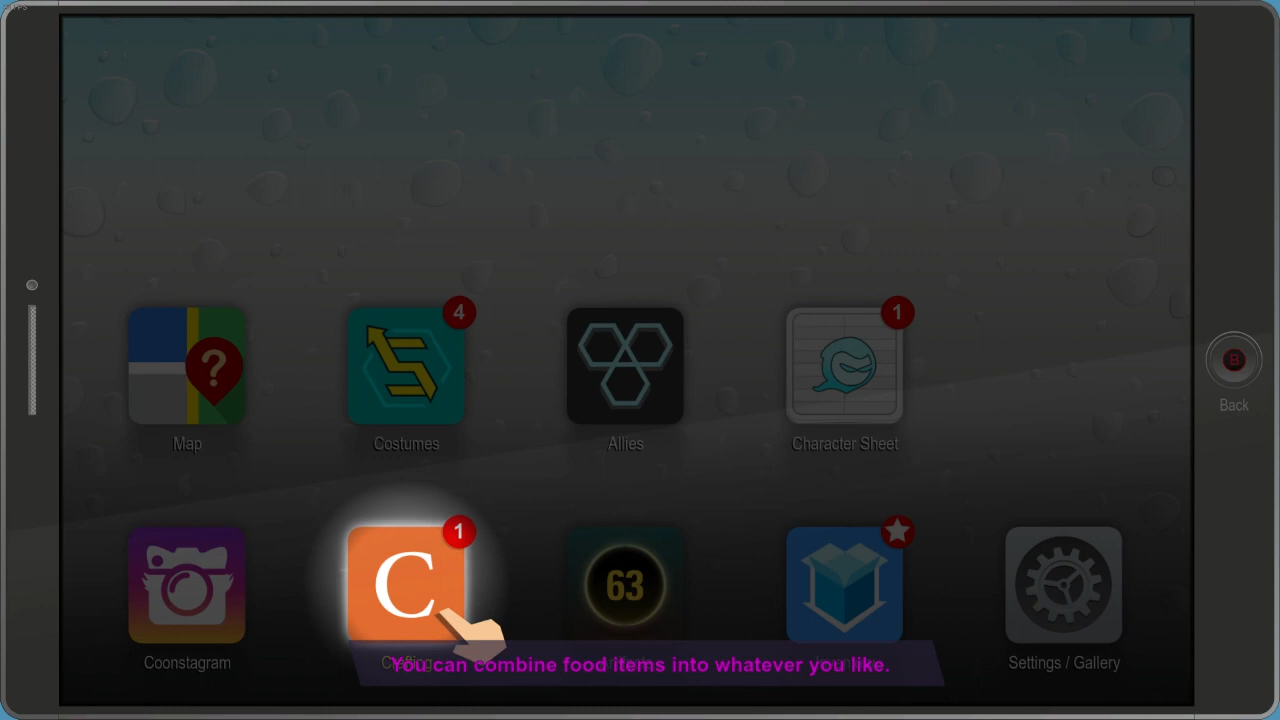 4
1
Map
Costumes
Allies
Character Sheet
B
Back
1
C
63
Coonstagram
Crafting
Settings / Gallery
You can combine food items into whatever you like.